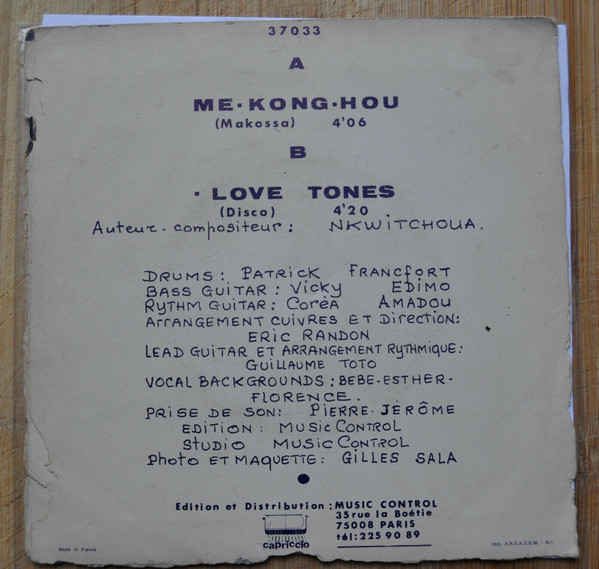 37033
A
ME-KONG-HOU
(Makossa) 4'06
B
LOVE TONES
(Disco) 4'20
Auteur-compositeur: NKWITCHOUA.
DRUMS: PATRICK FRANCFORT
BASS GUITAR: VICKY EDIMO
RYTHM GUITAR: CORÈA AMADOU
ARRANGEMENT CUIVRES ET DIRECTION:
ERIC RANDON
LEAD GUITAR ET ARRANGEMENT RYTHMIQUE:
GUILLAUME TOTO
VOCAL BACKGROUNDS: BEBE-ESTHER-
FLORENCE.
PRISE DE SON: PIERRE-JERÔME
EDITION: MUSIC CONTROL
STUDIO MUSIC CONTROL
PHOTO ET MAQUETTE: GILLES SALA
Edition et Distribution: MUSIC CONTROL
35 rue la Boétie
75008 PARIS
tél: 225 90 89
capriccio
Made in France
Imp. A.R.E.A.C.E.M. -